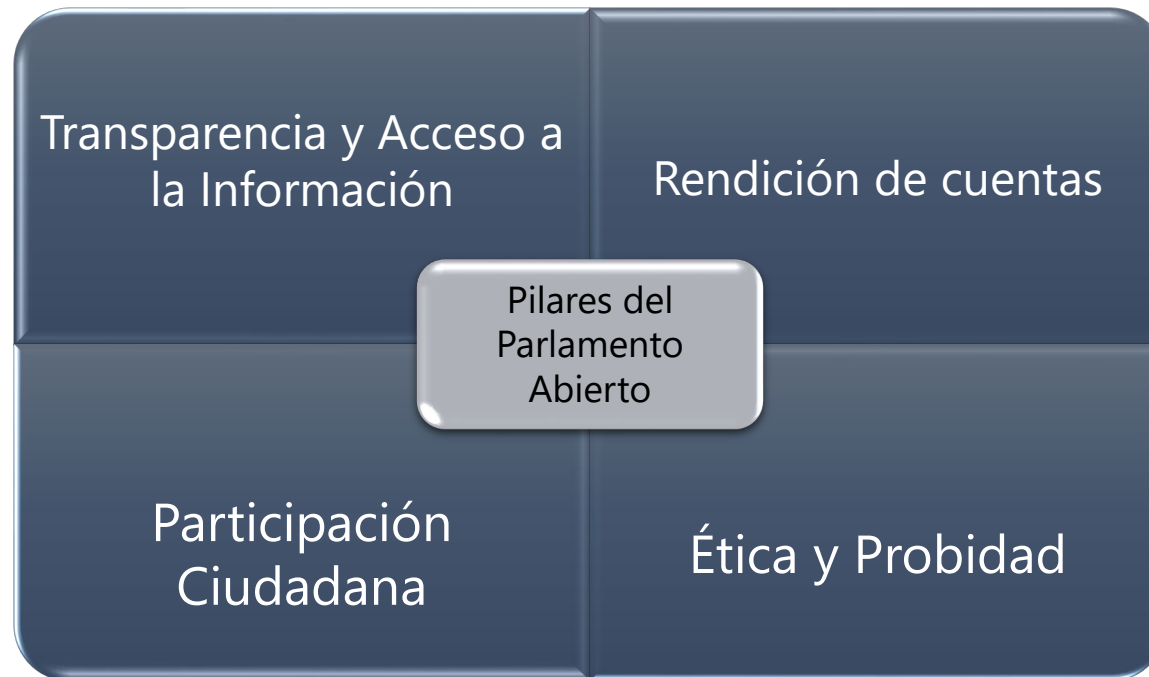 Transparencia y Acceso a
la Información
Rendición de cuentas
Pilares del
Parlamento
Abierto
Participación
Ciudadana
Ética y Probidad